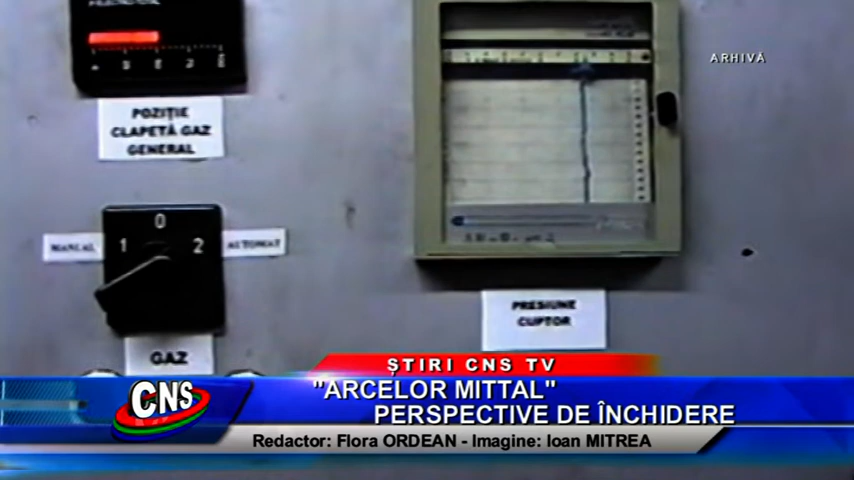 ARHIVĂ
POZIȚIE
CLAPETĂ GAZ
GENERAL
0
MANUAL
1
2
AUTOMAT
GAZ
PRESIUNE
CUPTOR
ȘTIRI CNS TV
CNS
"ARCELOR MITTAL"
PERSPECTIVE DE ÎNCHIDERE
Redactor: Flora ORDEAN - Imagine: Ioan MITREA